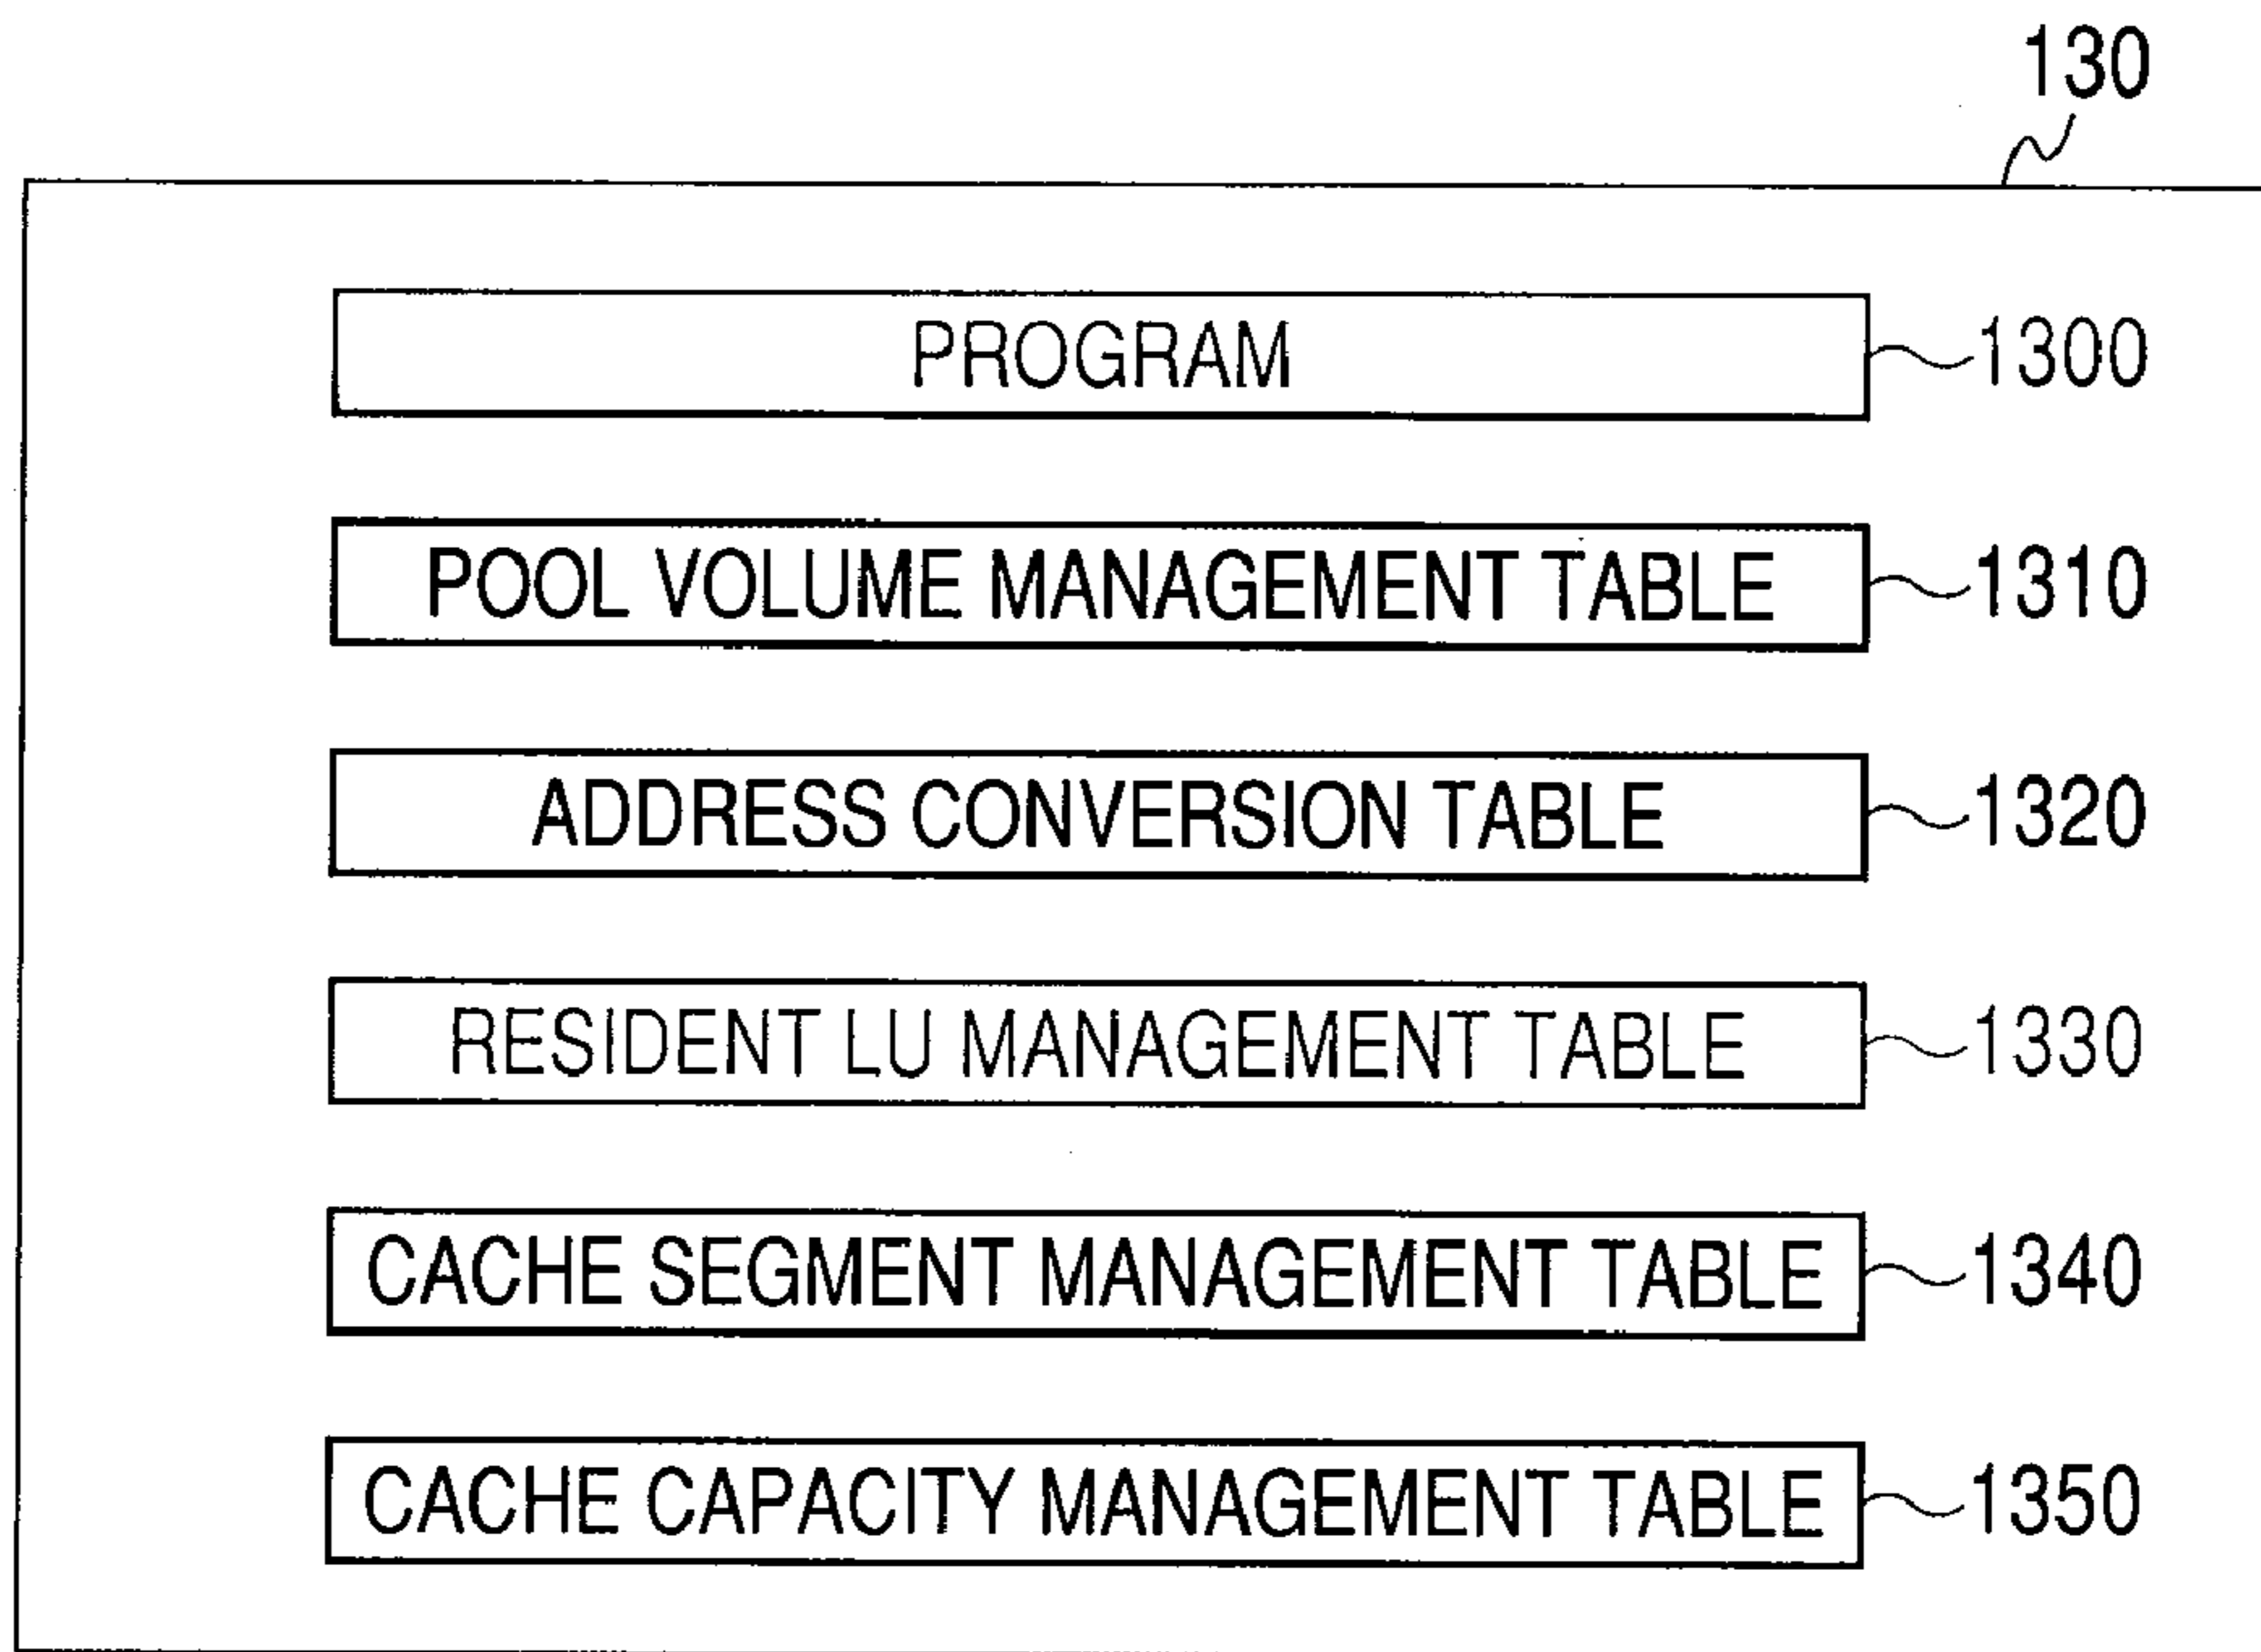 130
PROGRAM 1300
POOL VOLUME MANAGEMENT TABLE 1310
ADDRESS CONVERSION TABLE 1320
RESIDENT LU MANAGEMENT TABLE 1330
CACHE SEGMENT MANAGEMENT TABLE 1340
CACHE CAPACITY MANAGEMENT TABLE 1350